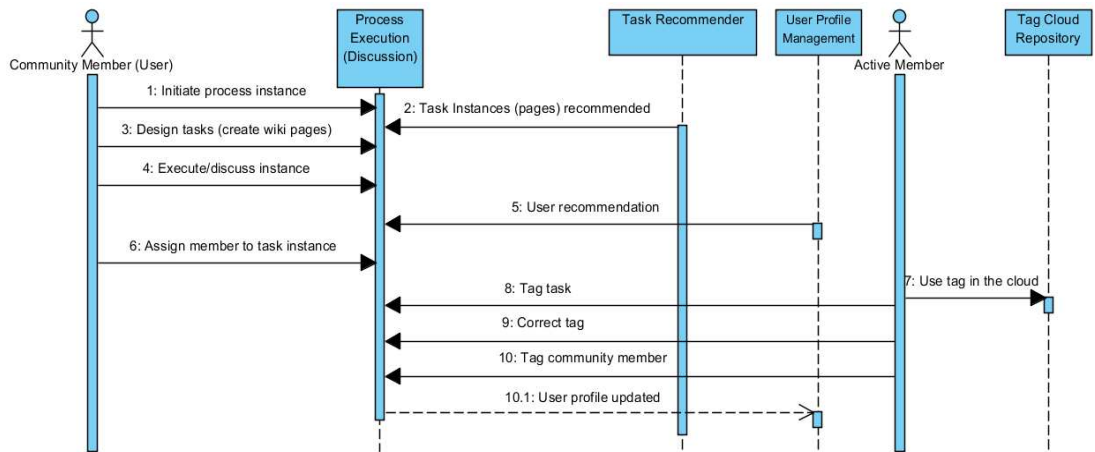 Process
Execution
(Discussion)
Task Recommender
User Profile
Management
Tag Cloud
Repository
Community Member (User)
Active Member
1: Initiate process instance
2: Task Instances (pages) recommended
3: Design tasks (create wiki pages)
4: Execute/discuss instance
5: User recommendation
6: Assign member to task instance
7: Use tag in the cloud
8: Tag task
9: Correct tag
10: Tag community member
10.1: User profile updated